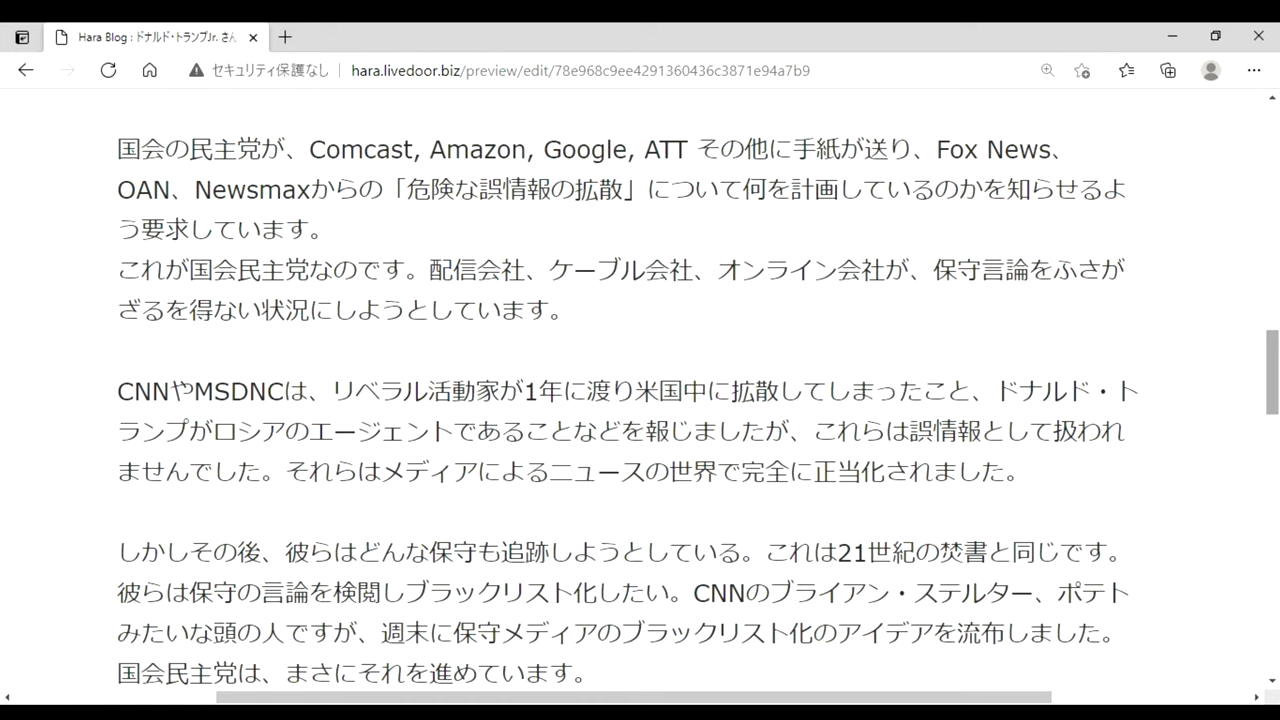 Hara Blog : ドナルド・トランプJr. さん
セキュリティ保護なし
hara.livedoor.biz/preview/edit/78e968c9ee4291360436c3871e94a7b9
国会の民主党が、Comcast, Amazon, Google, ATT その他に手紙が送り、Fox News、
OAN、Newsmaxからの「危険な誤情報の拡散」について何を計画しているのかを知らせるよ
う要求しています。
これが国会民主党なのです。配信会社、ケーブル会社、オンライン会社が、保守言論をふさが
ざるを得ない状況にしようとしています。
CNNやMSDNCは、リベラル活動家が1年に渡り米国中に拡散してしまったこと、ドナルド・ト
ランプがロシアのエージェントであることなどを報じましたが、これらは誤情報として扱われ
ませんでした。それらはメディアによるニュースの世界で完全に正当化されました。
しかしその後、彼らはどんな保守も追跡しようとしている。これは21世紀の焚書と同じです。
彼らは保守の言論を検閲しブラックリスト化したい。CNNのブライアン・ステルター、ポテト
みたいな頭の人ですが、週末に保守メディアのブラックリスト化のアイデアを流布しました。
国会民主党は、まさにそれを進めています。